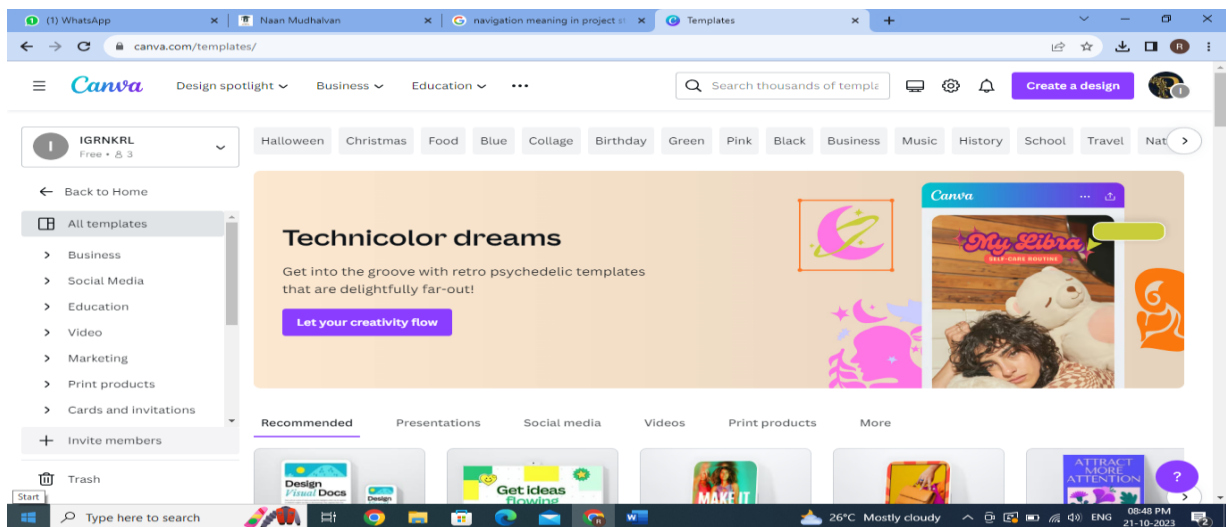 (1) WhatsApp
Naan Mudhalvan
navigation meaning in project st
Templates
canva.com/templates/
R
Canva
Design spotlight
Business
Education
Search thousands of templa
Create a design
I
I
IGRNKRL
Free • 3
Halloween
Christmas
Food
Blue
Collage
Birthday
Green
Pink
Black
Business
Music
History
School
Travel
Nat
Back to Home
All templates
Business
Social Media
Education
Video
Marketing
Print products
Cards and invitations
Invite members
Trash
Start
Technicolor dreams
Get into the groove with retro psychedelic templates
that are delightfully far-out!
Let your creativity flow
Canva
My Libra
SELF-CARE ROUTINE
Recommended
Presentations
Social media
Videos
Print products
More
Design
Visual Docs
Design
Get ideas
flowing
MAKE IT
ATTRACT
MORE
ATTENTION
?
Type here to search
26°C Mostly cloudy
ENG
08:48 PM
21-10-2023
2